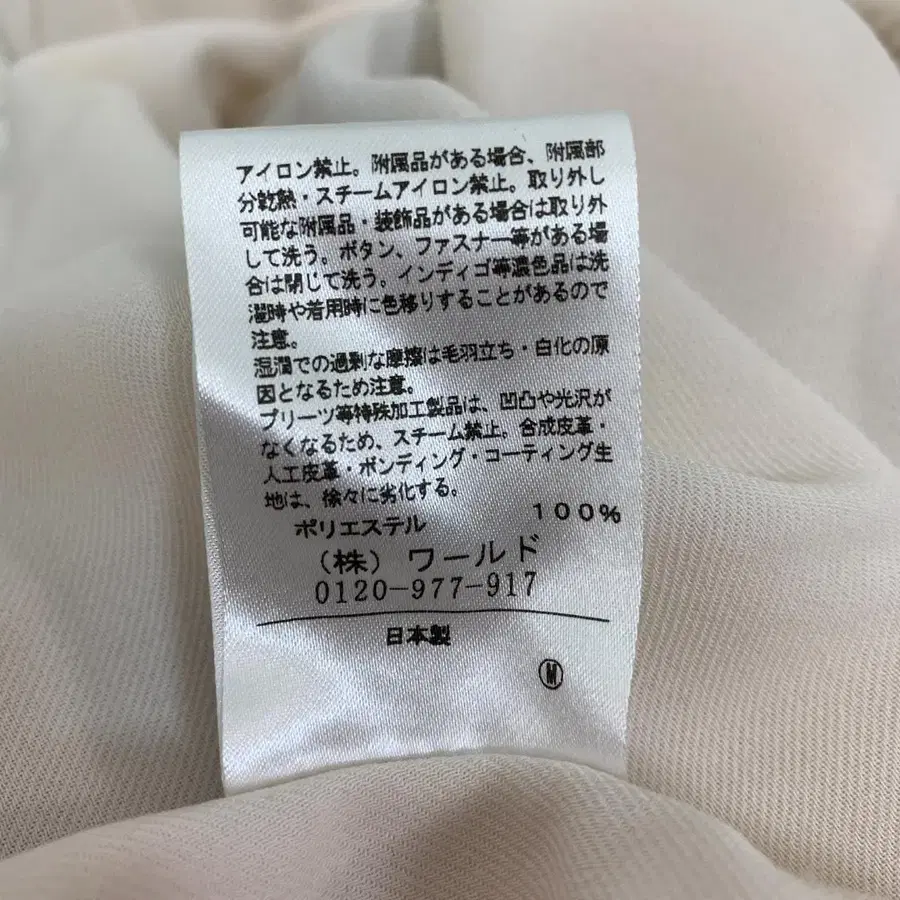 アイロン禁止。附属品がある場合、附属部
分乾熱・スチームアイロン禁止。取り外し
可能な附属品・装飾品がある場合は取り外
して洗う。ボタン、ファスナー等がある場
合は閉じて洗う。インディゴ等濃色品は洗
濯時や着用時に色移りすることがあるので
注意。
湿潤での過剰な摩擦は毛羽立ち・白化の原
因となるため注意。
プリーツ等特殊加工製品は、凹凸や光沢が
なくなるため、スチーム禁止。合成皮革・
人工皮革・ボンディング・コーティング生
地は、徐々に劣化する。
ポリエステル 100%
(株) ワールド
0120-977-917
日本製
Ⓜ